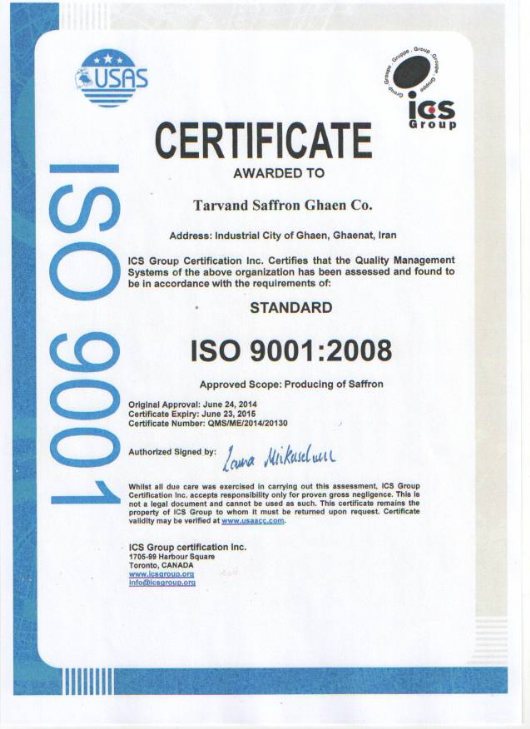 USAS
Group . Gruppo . Group . Groupe . Gruppe
ICS
Group
CERTIFICATE
AWARDED TO
Tarvand Saffron Ghaen Co.
Address: Industrial City of Ghaen, Ghaenat, Iran
ICS Group Certification Inc. Certifies that the Quality Management
Systems of the above organization has been assessed and found to
be in accordance with the requirements of:
STANDARD
ISO 9001:2008
Approved Scope: Producing of Saffron
Original Approval: June 24, 2014
Certificate Expiry: June 23, 2015
Certificate Number: QMS/ME/2014/20130
Authorized Signed by:
Whilst all due care was exercised in carrying out this assessment, ICS Group
Certification Inc. accepts responsibility only for proven gross negligence. This is
not a legal document and cannot be used as such. This certificate remains the
property of ICS Group to whom it must be returned upon request. Certificate
validity may be verified at www.usaacc.com.
ICS Group certification Inc.
1705-99 Harbour Square
Toronto, CANADA
www.icsgroup.org
info@icsgroup.org
ISO 9001